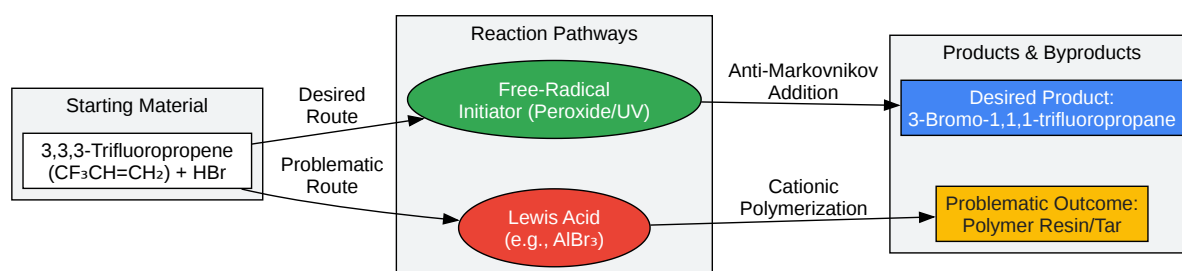 Starting Material
3,3,3-Trifluoropropene
(CF₃CH=CH₂) + HBr
Desired
Route
Problematic
Route
Reaction Pathways
Free-Radical
Initiator (Peroxide/UV)
Lewis Acid
(e.g., AlBr₃)
Anti-Markovnikov
Addition
Cationic
Polymerization
Products & Byproducts
Desired Product:
3-Bromo-1,1,1-trifluoropropane
Problematic Outcome:
Polymer Resin/Tar